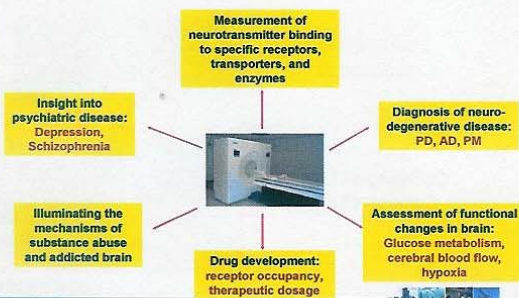 Measurement of
neurotransmitter binding
to specific receptors,
transporters, and
enzymes
Insight into
psychiatric disease:
Depression,
Schizophrenia
Diagnosis of neuro-
degenerative disease:
PD, AD, PM
Illuminating the
mechanisms of
substance abuse
and addicted brain
Drug development:
receptor occupancy,
therapeutic dosage
Assessment of functional
changes in brain:
Glucose metabolism,
cerebral blood flow,
hypoxia